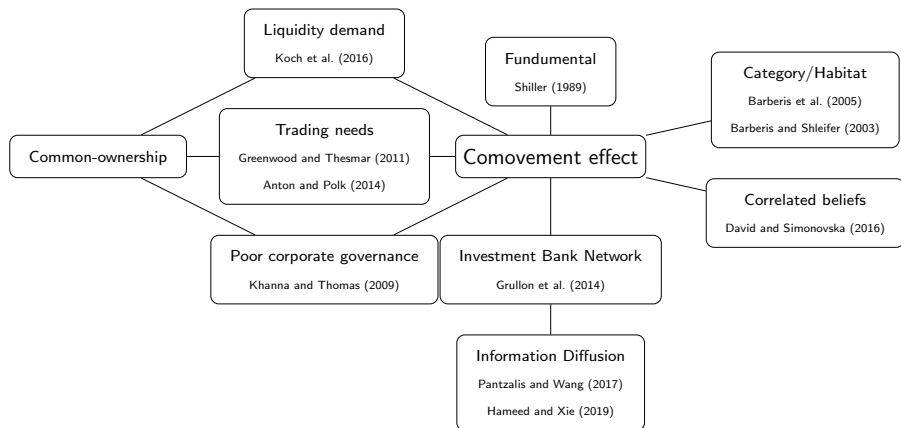 Liquidity demand
Koch et al. (2016)
Fundumental
Shiller (1989)
Category/Habitat
Barberis et al. (2005)
Barberis and Shleifer (2003)
Common-ownership
Trading needs
Greenwood and Thesmar (2011)
Anton and Polk (2014)
Comovement effect
Correlated beliefs
David and Simonovska (2016)
Poor corporate governance
Khanna and Thomas (2009)
Investment Bank Network
Grullon et al. (2014)
Information Diffusion
Pantzalis and Wang (2017)
Hameed and Xie (2019)